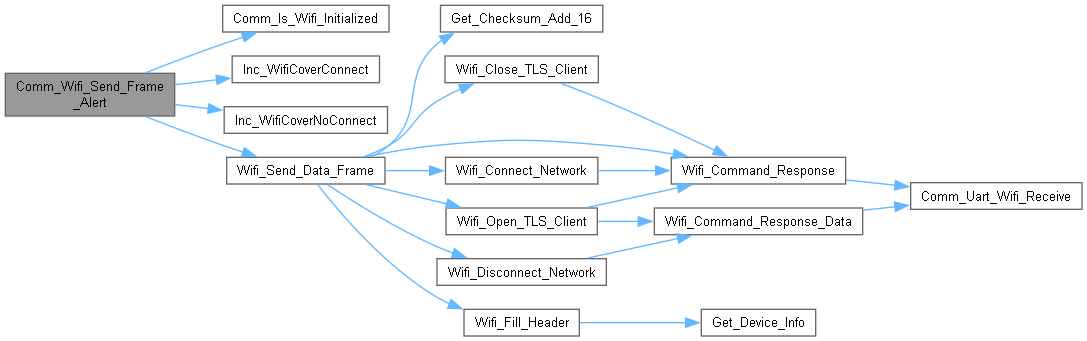 Comm_Is_Wifi_Initialized
Get_Checksum_Add_16
Inc_WifiCoverConnect
Wifi_Close_TLS_Client
Comm_Wifi_Send_Frame
_Alert
Inc_WifiCoverNoConnect
Wifi_Send_Data_Frame
Wifi_Connect_Network
Wifi_Command_Response
Comm_Uart_Wifi_Receive
Wifi_Open_TLS_Client
Wifi_Command_Response_Data
Wifi_Disconnect_Network
Wifi_Fill_Header
Get_Device_Info